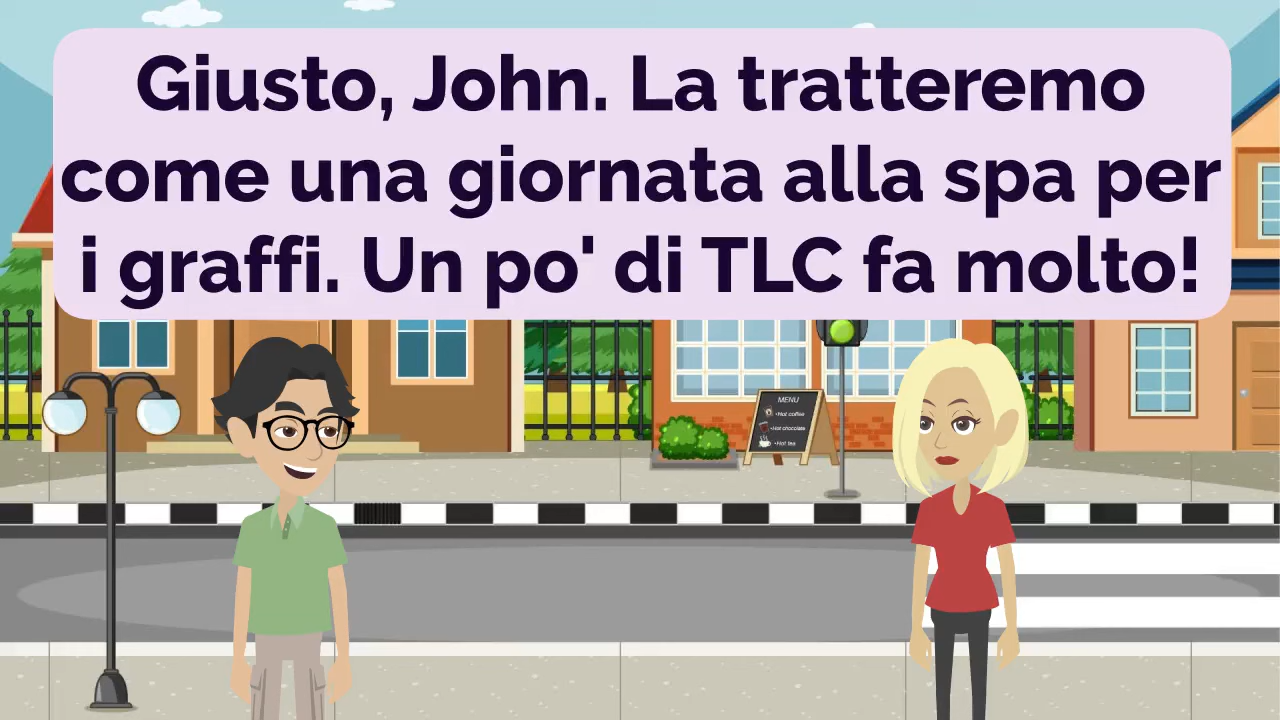 Giusto, John. La tratteremo
come una giornata alla spa per
i graffi. Un po' di TLC fa molto!
MENU
•Hot coffee
•Hot chocolate
•Hot tea